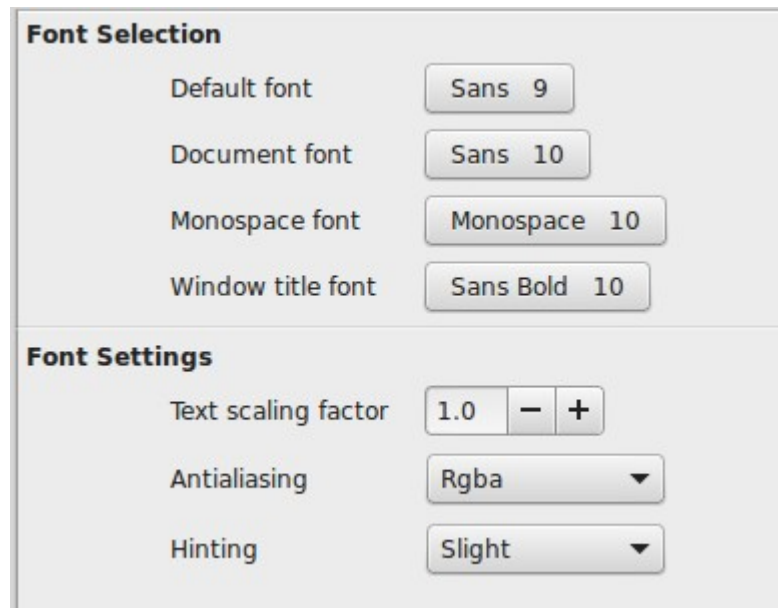 Font Selection
Default font Sans 9
Document font Sans 10
Monospace font Monospace 10
Window title font Sans Bold 10
Font Settings
Text scaling factor 1.0 − +
Antialiasing Rgba
Hinting Slight